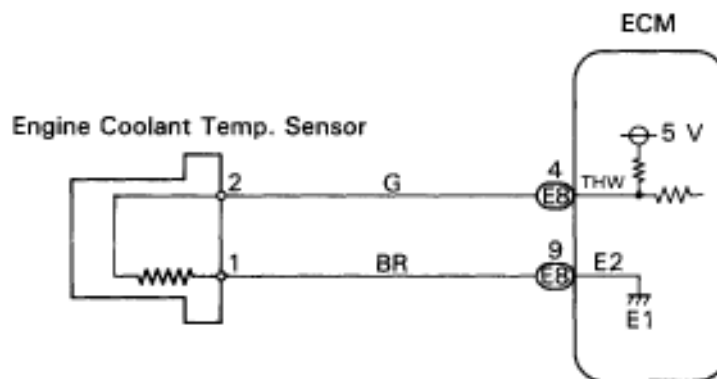 ECM
Engine Coolant Temp. Sensor
5 V
2
G
4
E8
THW
1
BR
9
E8
E2
E1